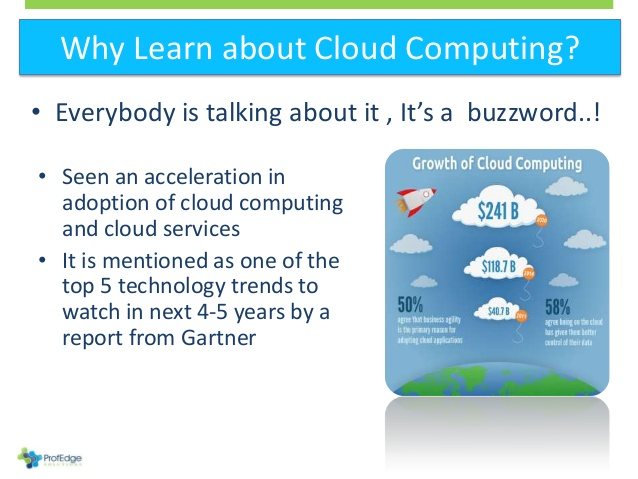 Why Learn about Cloud Computing?
• Everybody is talking about it , It's a buzzword..!
• Seen an acceleration in
adoption of cloud computing
and cloud services
• It is mentioned as one of the
top 5 technology trends to
watch in next 4-5 years by a
report from Gartner
Growth of Cloud Computing
$241 B
2020
$118.7 B
$40.7 B
2011
50%
agree that business agility
is the primary reason for
adopting cloud applications
58%
agree being on the cloud
has given them better
control of their data
ProfEdge
SOLUTIONS